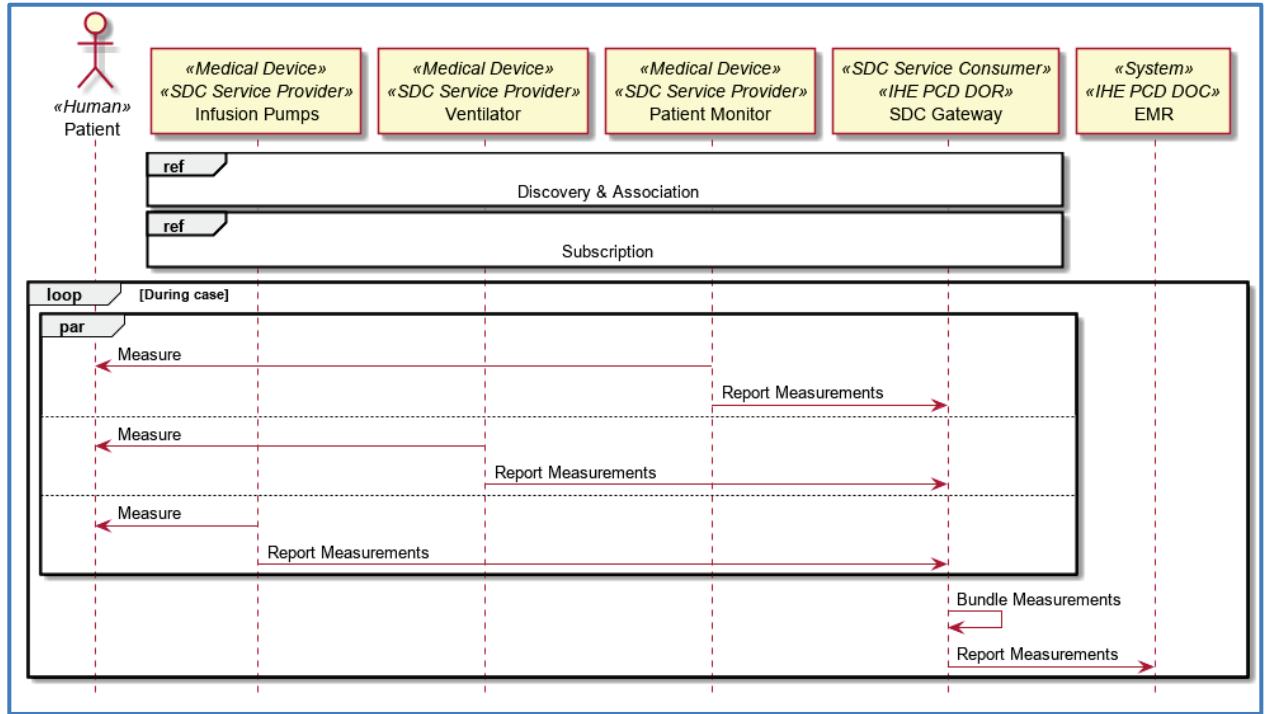 «Human»
Patient
«Medical Device»
«SDC Service Provider»
Infusion Pumps
«Medical Device»
«SDC Service Provider»
Ventilator
«Medical Device»
«SDC Service Provider»
Patient Monitor
«SDC Service Consumer»
«IHE PCD DOR»
SDC Gateway
«System»
«IHE PCD DOC»
EMR
ref
Discovery & Association
ref
Subscription
loop [During case]
par
Measure
Report Measurements
Measure
Report Measurements
Measure
Report Measurements
Bundle Measurements
Report Measurements